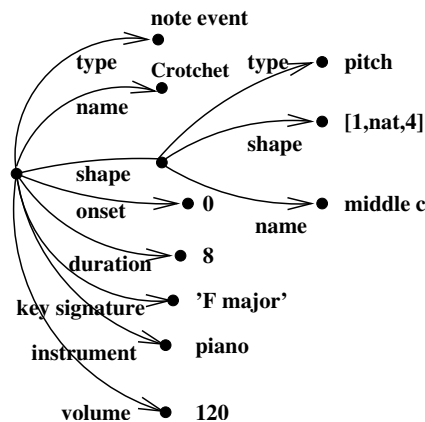 note event
type
Crotchet
type
pitch
name
[1,nat,4]
shape
shape
onset
0
name
middle c
duration
8
key signature
'F major'
instrument
piano
volume
120